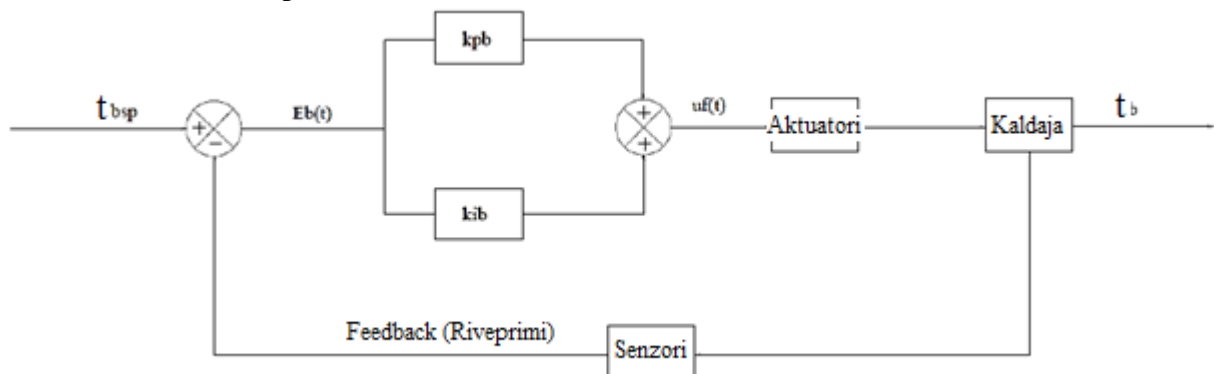 kpb
t bsp
+
−
Eb(t)
+
+
uf(t)
Aktuatori
Kaldaja
t b
kib
Feedback (Riveprimi)
Senzori